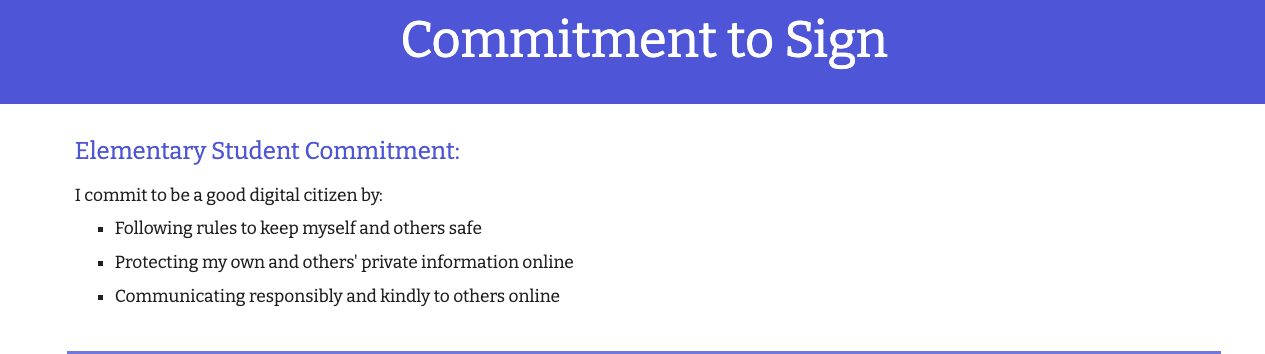 Commitment to Sign
Elementary Student Commitment:
I commit to be a good digital citizen by:
▪ Following rules to keep myself and others safe
▪ Protecting my own and others' private information online
▪ Communicating responsibly and kindly to others online